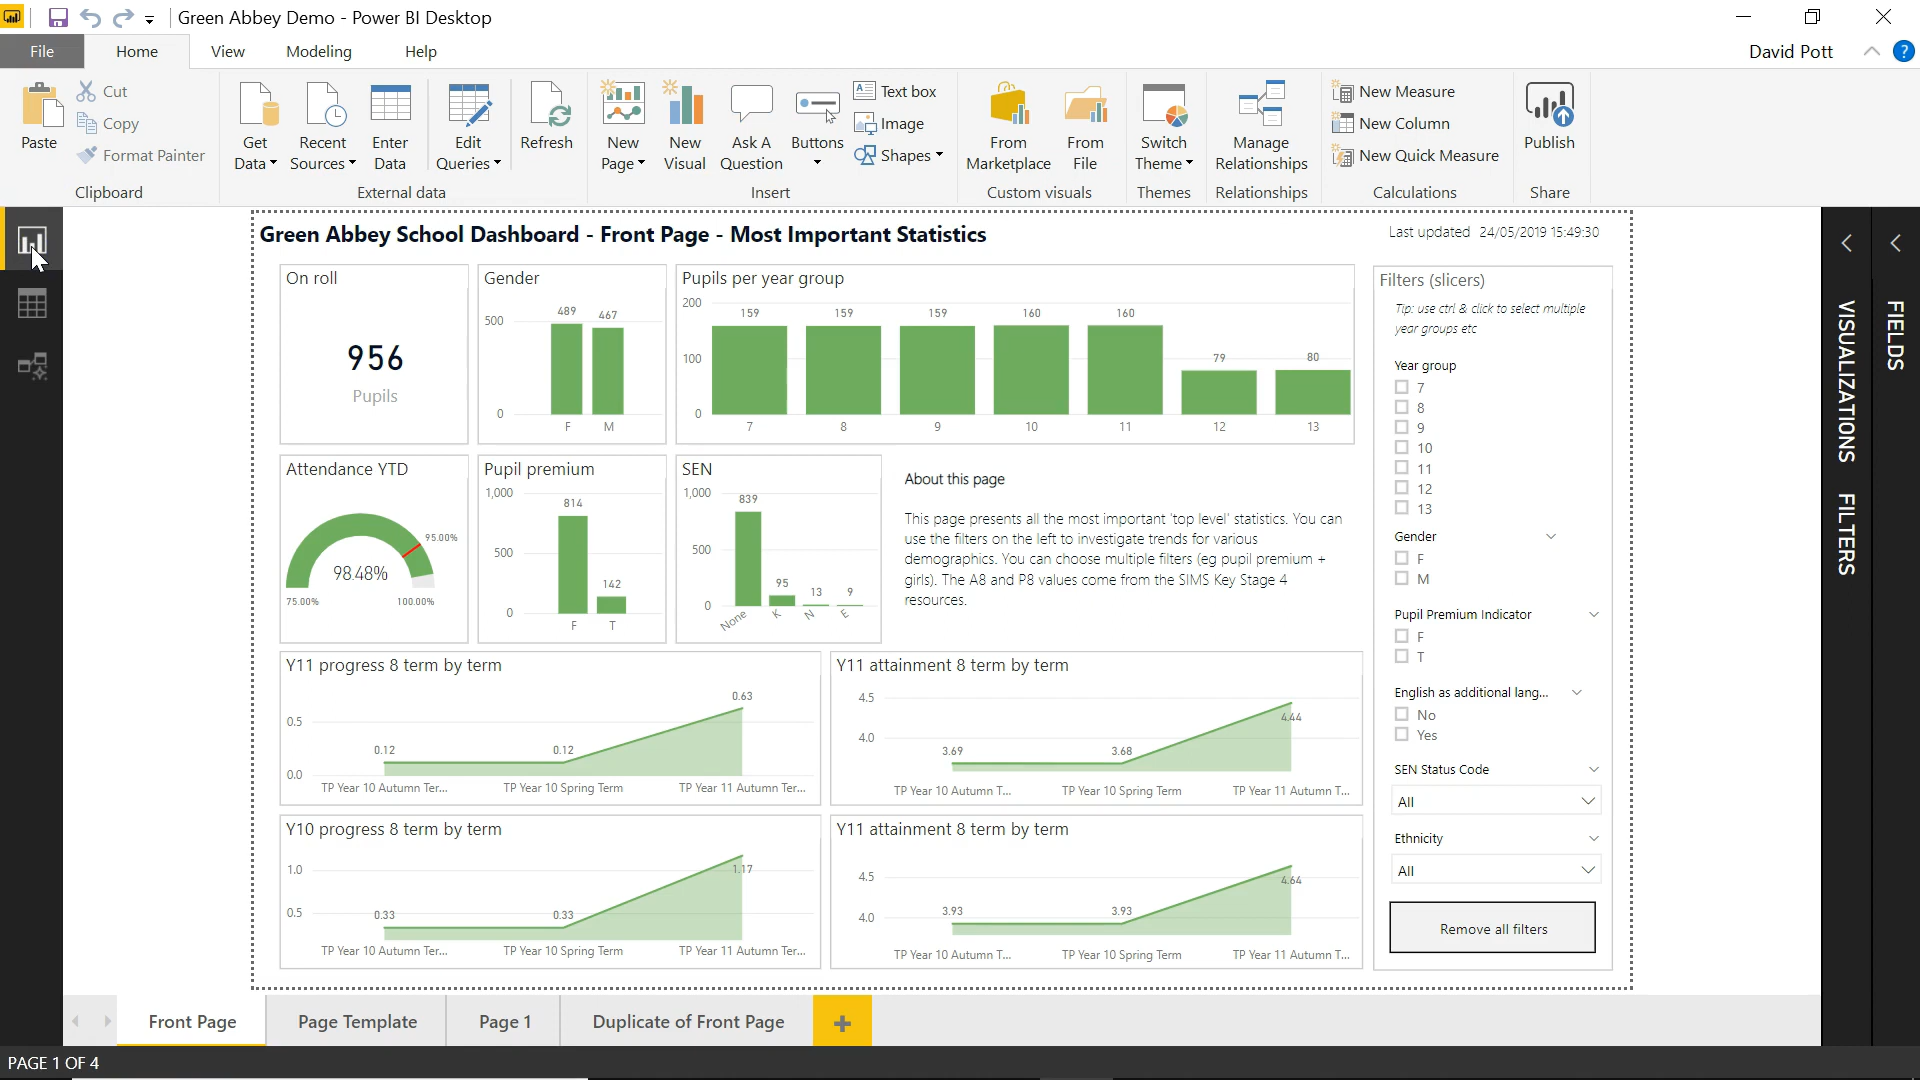 Green Abbey Demo - Power BI Desktop
File Home View Modeling Help David Pott ?
Paste
Cut
Copy
Format Painter
Clipboard
Get Data
Recent Sources
Enter Data
Edit Queries
Refresh
External data
New Page
New Visual
Ask A Question
Buttons
Text box
Image
Shapes
Insert
From Marketplace
From File
Custom visuals
Switch Theme
Themes
Manage Relationships
Relationships
New Measure
New Column
New Quick Measure
Calculations
Publish
Share
Green Abbey School Dashboard - Front Page - Most Important Statistics
Last updated 24/05/2019 15:49:30
On roll
956
Pupils
Gender
500
0
489 467
F M
Pupils per year group
200
100
0
159 159 159 160 160 79 80
7 8 9 10 11 12 13
Attendance YTD
95.00%
98.48%
75.00% 100.00%
Pupil premium
1,000
500
0
814 142
F T
SEN
1,000
500
0
839 95 13 9
None K N E
About this page
This page presents all the most important 'top level' statistics. You can
use the filters on the left to investigate trends for various
demographics. You can choose multiple filters (eg pupil premium +
girls). The A8 and P8 values come from the SIMS Key Stage 4
resources.
Y11 progress 8 term by term
0.5
0.0
0.12 0.12 0.63
TP Year 10 Autumn Ter... TP Year 10 Spring Term TP Year 11 Autumn Ter...
Y11 attainment 8 term by term
4.5
4.0
3.69 3.68 4.44
TP Year 10 Autumn T... TP Year 10 Spring Term TP Year 11 Autumn T...
Y10 progress 8 term by term
1.0
0.5
0.33 0.33 1.17
TP Year 10 Autumn Ter... TP Year 10 Spring Term TP Year 11 Autumn Ter...
Y11 attainment 8 term by term
4.5
4.0
3.93 3.93 4.64
TP Year 10 Autumn T... TP Year 10 Spring Term TP Year 11 Autumn T...
Filters (slicers)
Tip: use ctrl & click to select multiple
year groups etc
Year group
7
8
9
10
11
12
13
Gender
F
M
Pupil Premium Indicator
F
T
English as additional lang...
No
Yes
SEN Status Code
All
Ethnicity
All
Remove all filters
VISUALIZATIONS
FILTERS
FIELDS
Front Page Page Template Page 1 Duplicate of Front Page +
PAGE 1 OF 4